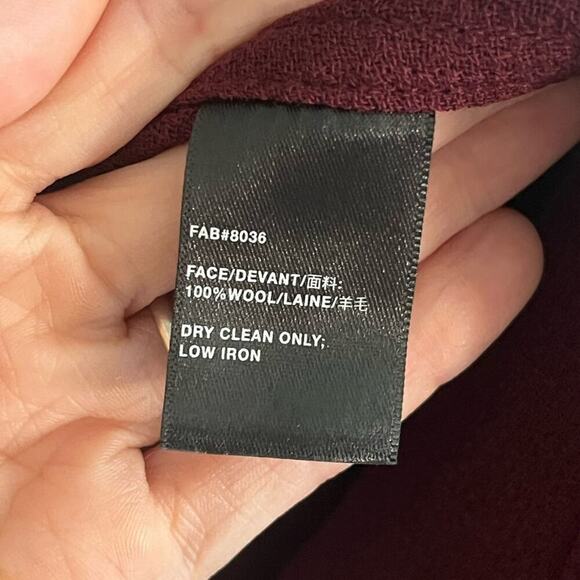 FAB#8036
FACE/DEVANT/面料:
100%WOOL/LAINE/羊毛
DRY CLEAN ONLY;
LOW IRON